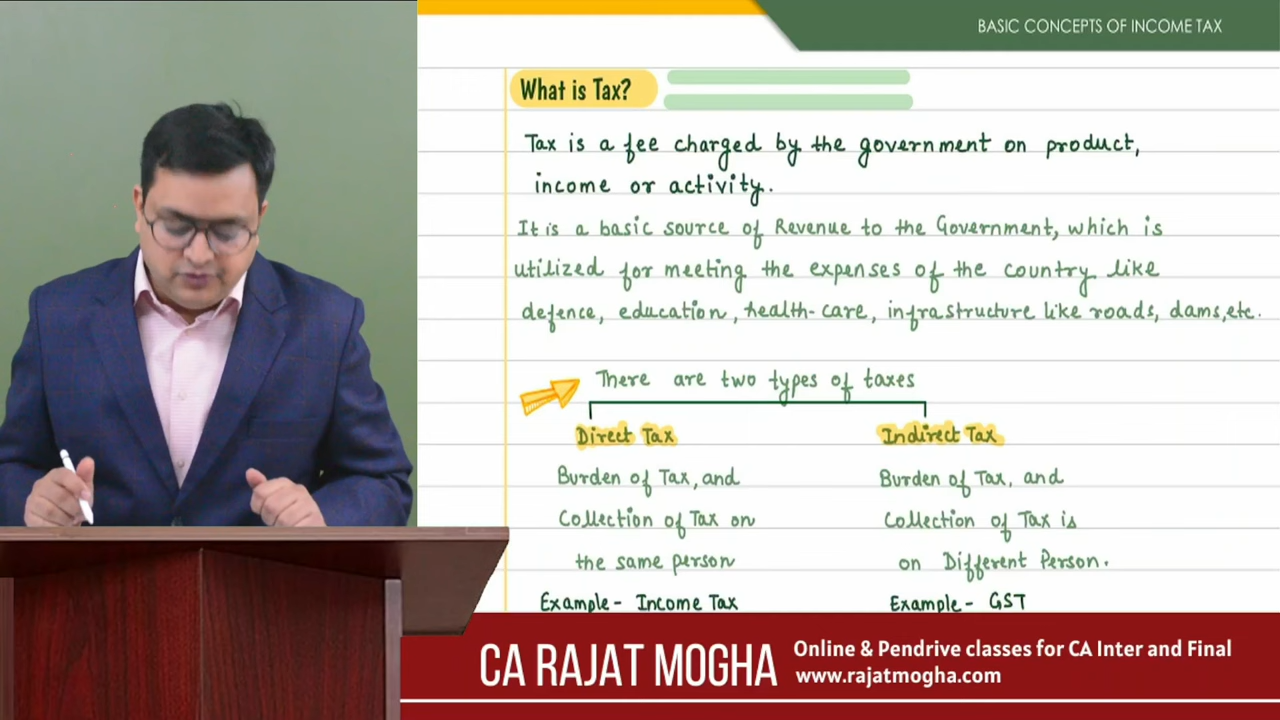 BASIC CONCEPTS OF INCOME TAX
What is Tax?
Tax is a fee charged by the government on product,
income or activity.
It is a basic source of Revenue to the Government, which is
utilized for meeting the expenses of the country like
defence, education, health-care, infrastructure like roads, dams, etc.
There are two types of taxes
Direct Tax
Burden of Tax, and
Collection of Tax on
the same person
Example - Income Tax
Indirect Tax
Burden of Tax, and
Collection of Tax is
on Different Person.
Example - GST
CA RAJAT MOGHA
Online & Pendrive classes for CA Inter and Final
www.rajatmogha.com